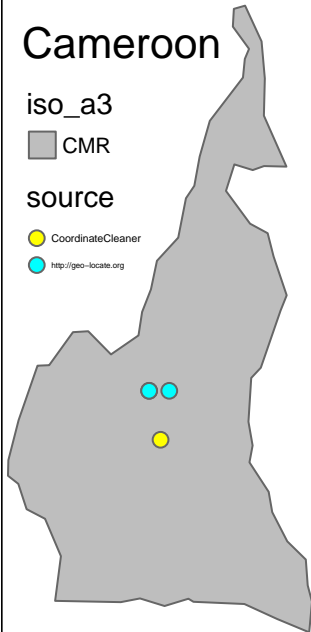 Cameroon
iso_a3
CMR
source
CoordinateCleaner
http://geo−locate.org